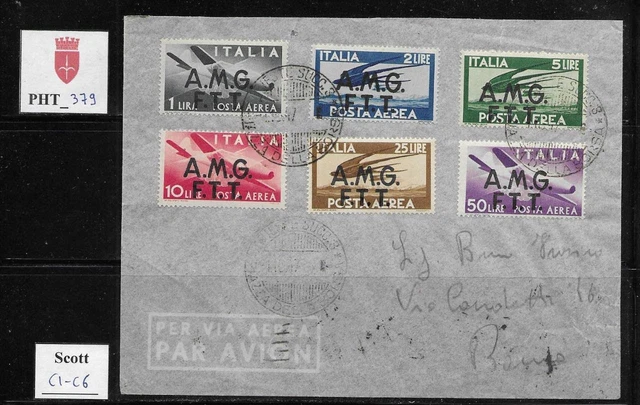 PHT_379
ITALIA
A.M.G.
F.T.T.
1 LIRA POSTA AEREA
ITALIA 2 LIRE
A.M.G.
F.T.T.
POSTA AEREA
ITALIA 5 LIRE
A.M.G.
F.T.T.
POSTA AEREA
ITALIA
A.M.G.
F.T.T.
10 LIRE POSTA AEREA
ITALIA 25 LIRE
A.M.G.
F.T.T.
POSTA AEREA
ITALIA
A.M.G.
F.T.T.
50 LIRE POSTA AEREA
PER VIA AEREA
PAR AVION
Via
Scott
C1-C6